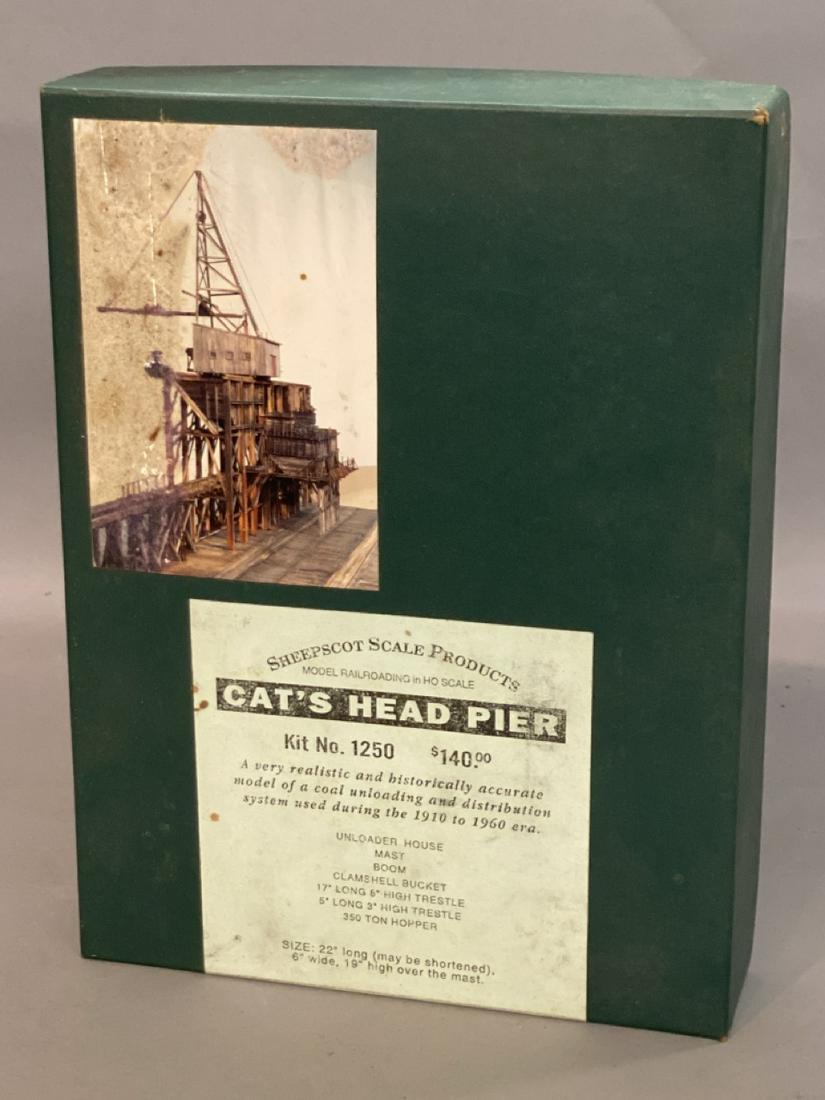 SHEEPSCOT SCALE PRODUCTS
MODEL RAILROADING in HO SCALE
CAT'S HEAD PIER
Kit No. 1250 $140.00
A very realistic and historically accurate
model of a coal unloading and distribution
system used during the 1910 to 1960 era.
UNLOADER HOUSE
MAST
BOOM
CLAMSHELL BUCKET
17" LONG 6" HIGH TRESTLE
5" LONG 3" HIGH TRESTLE
350 TON HOPPER
SIZE: 22" long (may be shortened),
6" wide, 19" high over the mast.